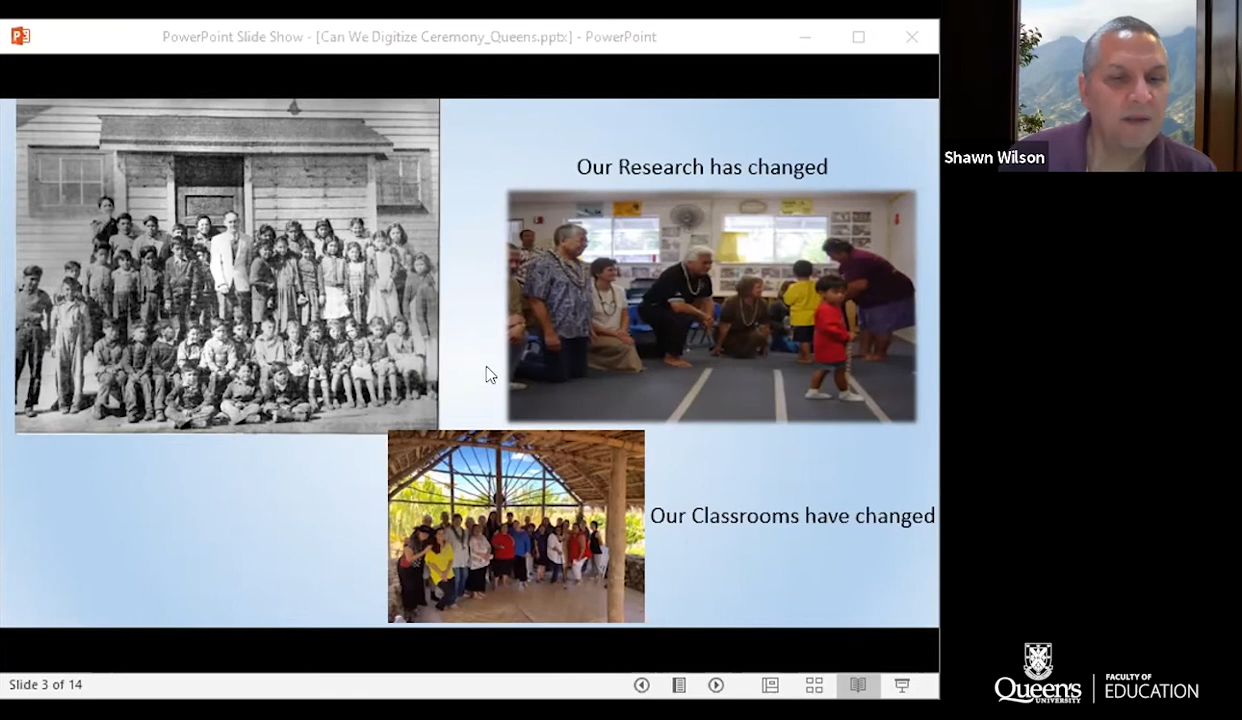 PowerPoint Slide Show - [Can We Digitize Ceremony_Queens.pptx] - PowerPoint
Our Research has changed
Our Classrooms have changed
Slide 3 of 14
Shawn Wilson
Queen's
UNIVERSITY
FACULTY OF
EDUCATION